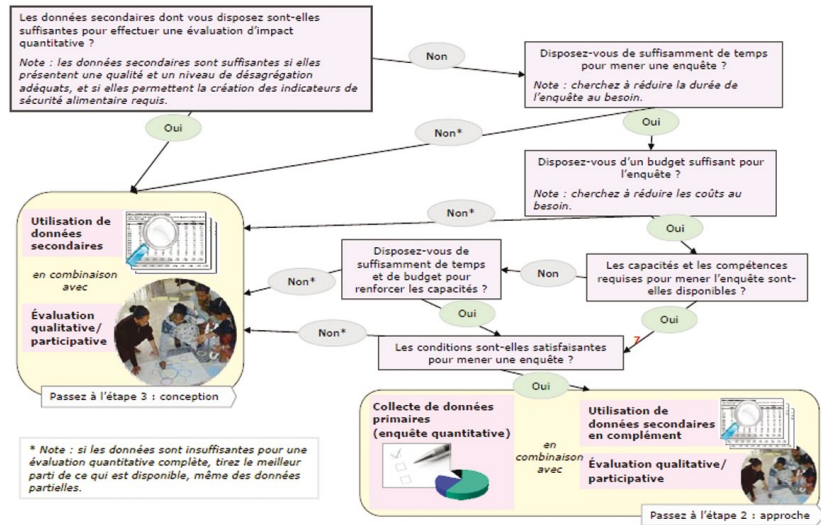 Les données secondaires dont vous disposez sont-elles
suffisantes pour effectuer une évaluation d'impact
quantitative ?
Note : les données secondaires sont suffisantes si elles
présentent une qualité et un niveau de désagrégation
adéquats, et si elles permettent la création des indicateurs de
sécurité alimentaire requis.
Non
Disposez-vous de suffisamment de temps
pour mener une enquête ?
Note : cherchez à réduire la durée de
l'enquête au besoin.
Oui
Non*
Oui
Disposez-vous d'un budget suffisant pour
l'enquête ?
Note : cherchez à réduire les coûts au
besoin.
Utilisation de
données
secondaires
en combinaison
avec
Évaluation
qualitative/
participative
Passez à l'étape 3 : conception
Non*
Oui
Disposez-vous de
suffisamment de temps
et de budget pour
renforcer les capacités ?
Non*
Non
Les capacités et les compétences
requises pour mener l'enquête sont-
elles disponibles ?
Oui
Oui
7
Non*
Les conditions sont-elles satisfaisantes
pour mener une enquête ?
Oui
Collecte de données
primaires
(enquête quantitative)
en
combinaison
avec
Utilisation de
données secondaires
en complément
Évaluation qualitative/
participative
Passez à l'étape 2 : approche
* Note : si les données sont insuffisantes pour une
évaluation quantitative complète, tirez le meilleur
parti de ce qui est disponible, même des données
partielles.